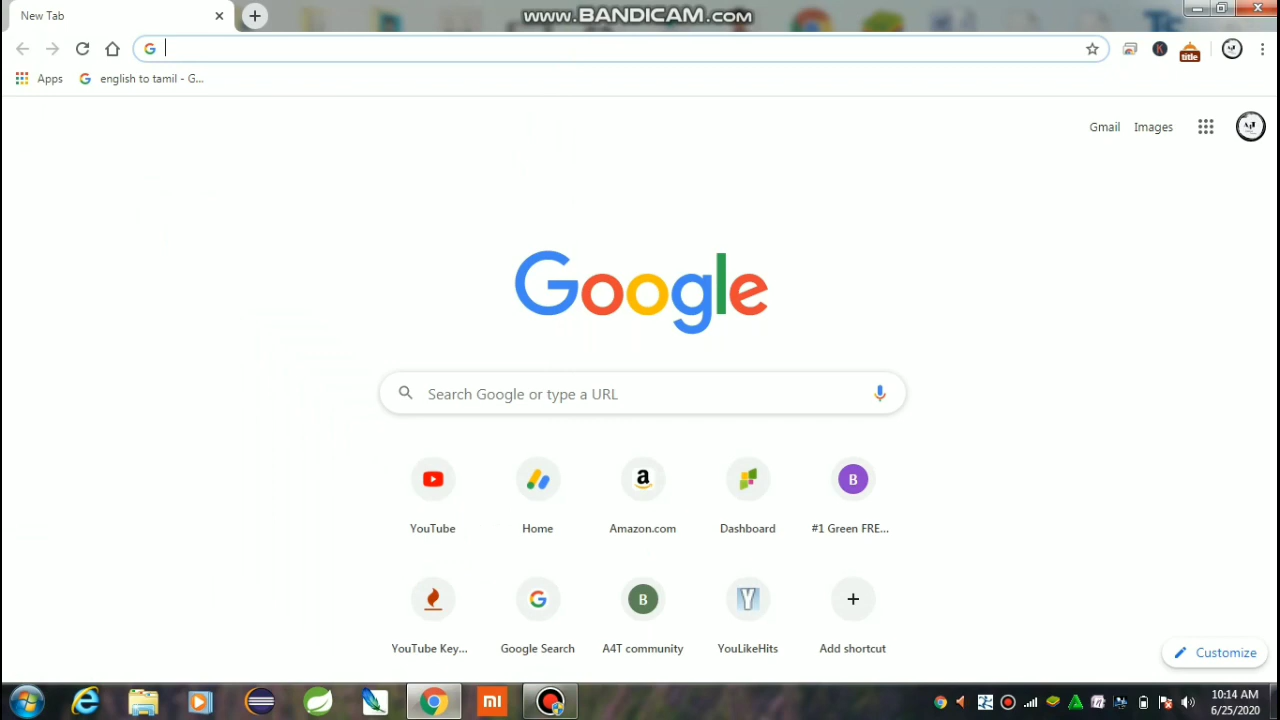 New Tab
www.BANDICAM.com
Apps
english to tamil - G...
title
Gmail
Images
Google
Search Google or type a URL
YouTube
Home
Amazon.com
Dashboard
#1 Green FRE...
YouTube Key...
Google Search
A4T community
YouLikeHits
Add shortcut
Customize
10:14 AM
6/25/2020